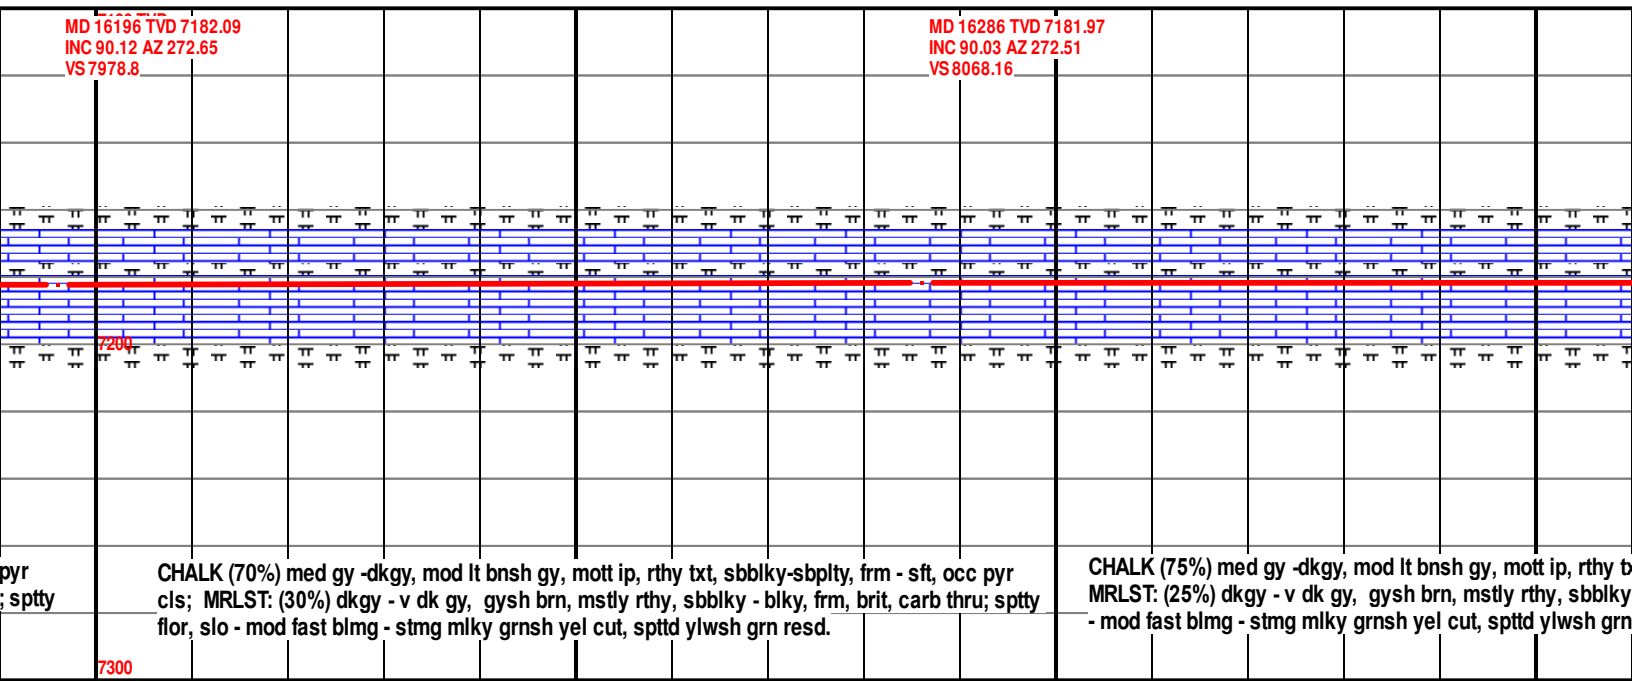 MD 16196 TVD 7182.09
INC 90.12 AZ 272.65
VS 7978.8
MD 16286 TVD 7181.97
INC 90.03 AZ 272.51
VS 8068.16
7200
pyr
; sptty
CHALK (70%) med gy -dkgy, mod lt bnsh gy, mott ip, rthy txt, sbblky-sbplty, frm - sft, occ pyr
cls; MRLST: (30%) dkgy - v dk gy, gysh brn, mstly rthy, sbblky - blky, frm, brit, carb thru; sptty
flor, slo - mod fast blmg - stmg mlky grnsh yel cut, spttd ylwsh grn resd.
CHALK (75%) med gy -dkgy, mod lt bnsh gy, mott ip, rthy
MRLST: (25%) dkgy - v dk gy, gysh brn, mstly rthy, sbblky
- mod fast blmg - stmg mlky grnsh yel cut, spttd ylwsh grn
7300